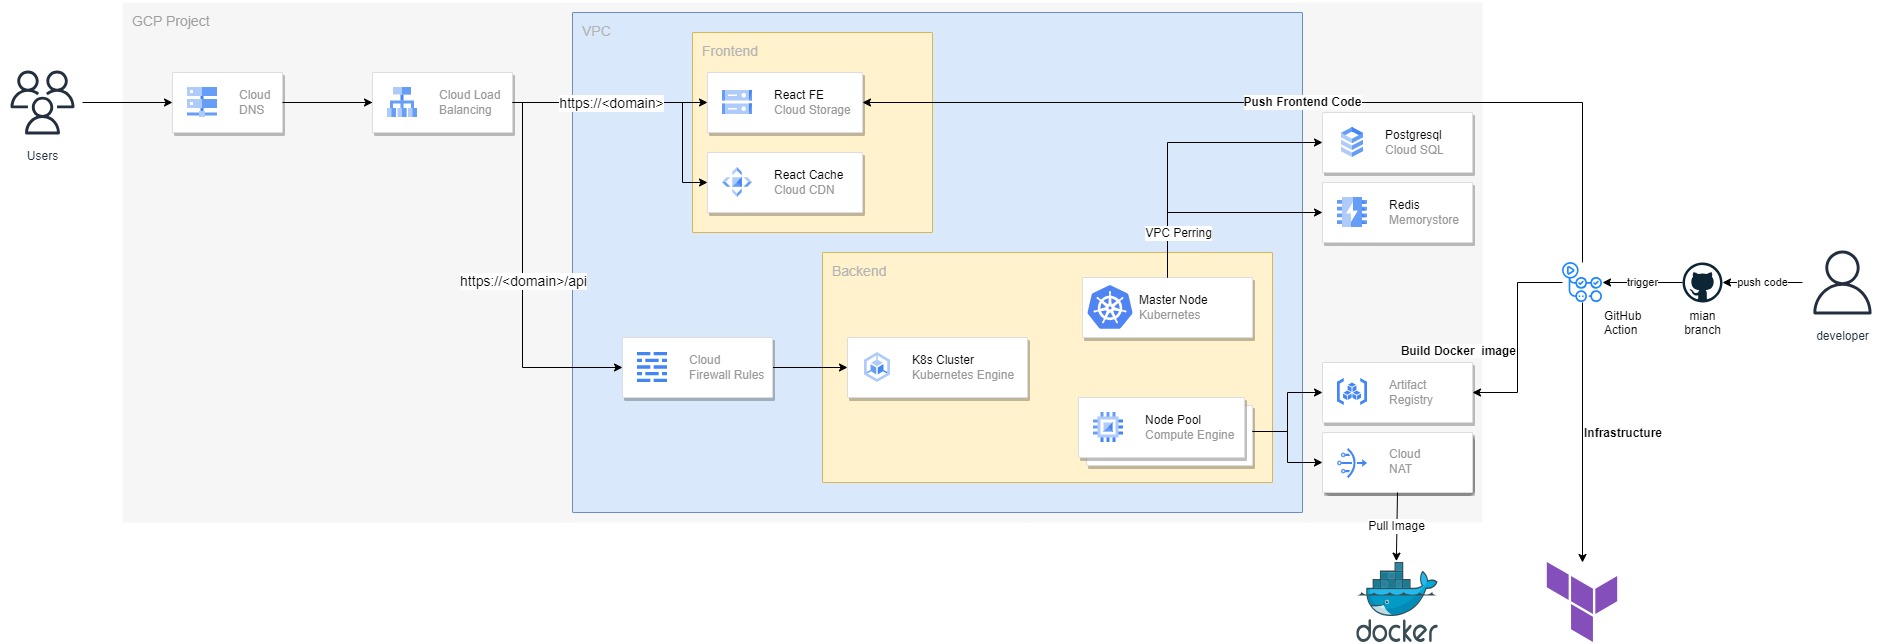 GCP Project
VPC
Frontend
Users
Cloud
DNS
Cloud Load
Balancing
https://<domain>
React FE
Cloud Storage
React Cache
Cloud CDN
Push Frontend Code
Postgresql
Cloud SQL
Redis
Memorystore
VPC Perring
https://<domain>/api
Backend
Master Node
Kubernetes
Cloud
Firewall Rules
K8s Cluster
Kubernetes Engine
Node Pool
Compute Engine
Build Docker image
Artifact
Registry
Cloud
NAT
Pull Image
docker
GitHub
Action
trigger
mian
branch
push code
developer
Infrastructure